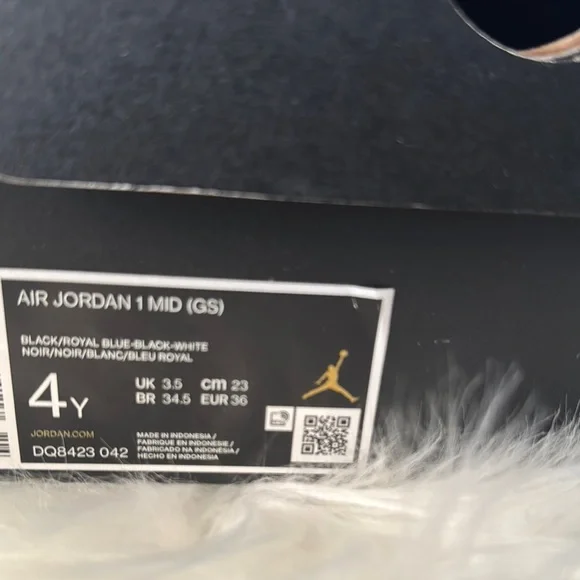 AIR JORDAN 1 MID (GS)
BLACK/ROYAL BLUE-BLACK-WHITE
NOIR/NOIR/BLANC/BLEU ROYAL
4Y
UK 3.5 cm 23
BR 34.5 EUR 36
JORDAN.COM
DQ8423 042
MADE IN INDONESIA /
FABRIQUE EN INDONESIE /
FABRICADO NA INDONÉSIA /
HECHO EN INDONESIA